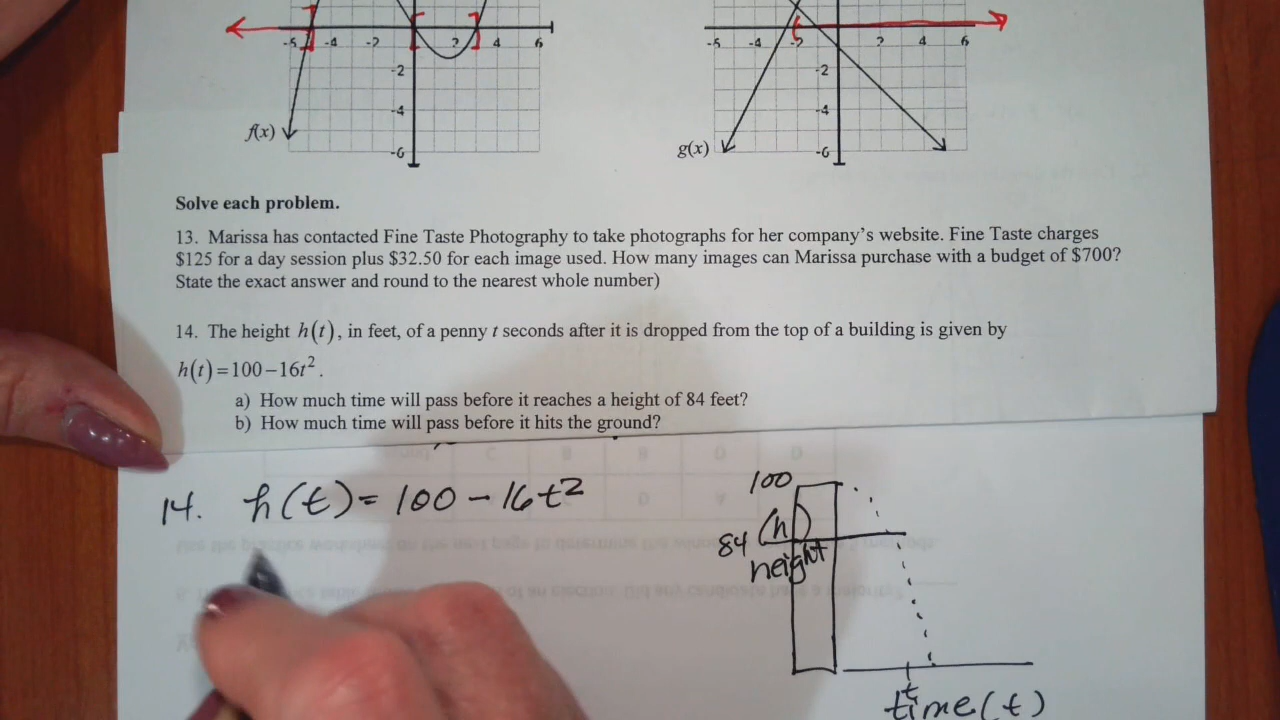 -5 -4 -2 2 4 6
-2
-4
-6
f(x)
-5 -4 -2 2 4 6
-2
-4
-6
g(x)
Solve each problem.
13. Marissa has contacted Fine Taste Photography to take photographs for her company's website. Fine Taste charges
$125 for a day session plus $32.50 for each image used. How many images can Marissa purchase with a budget of $700?
State the exact answer and round to the nearest whole number)
14. The height h(t), in feet, of a penny t seconds after it is dropped from the top of a building is given by
h(t)=100−16t².
a) How much time will pass before it reaches a height of 84 feet?
b) How much time will pass before it hits the ground?
14. h(t)= 100 − 16t²
100
84 (h)
height
t
time(t)